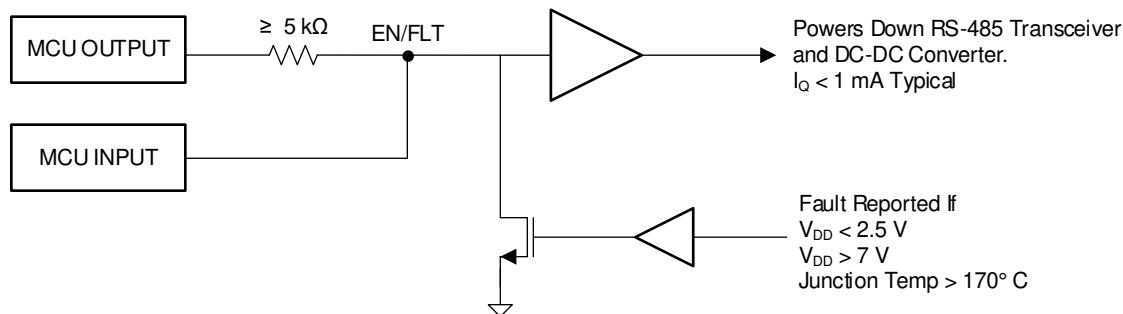 MCU OUTPUT
≥ 5 kΩ
EN/FLT
Powers Down RS-485 Transceiver
and DC-DC Converter.
I_Q < 1 mA Typical
MCU INPUT
Fault Reported If
V_DD < 2.5 V
V_DD > 7 V
Junction Temp > 170° C